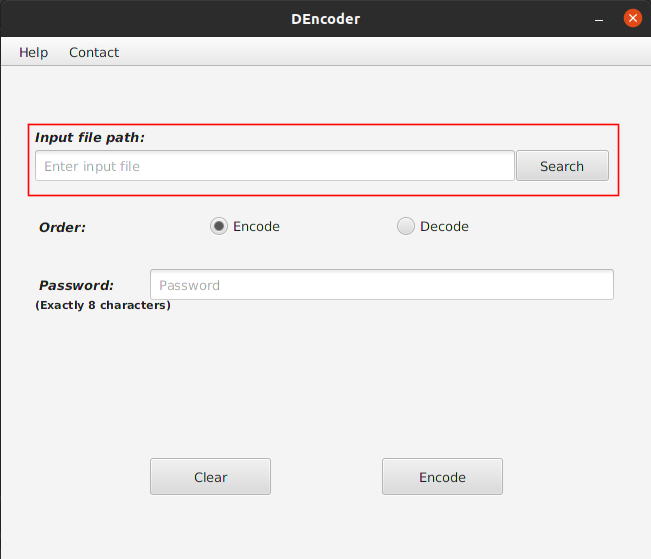 DEncoder
Help Contact
Input file path:
Enter input file Search
Order: Encode Decode
Password: Password
(Exactly 8 characters)
Clear Encode